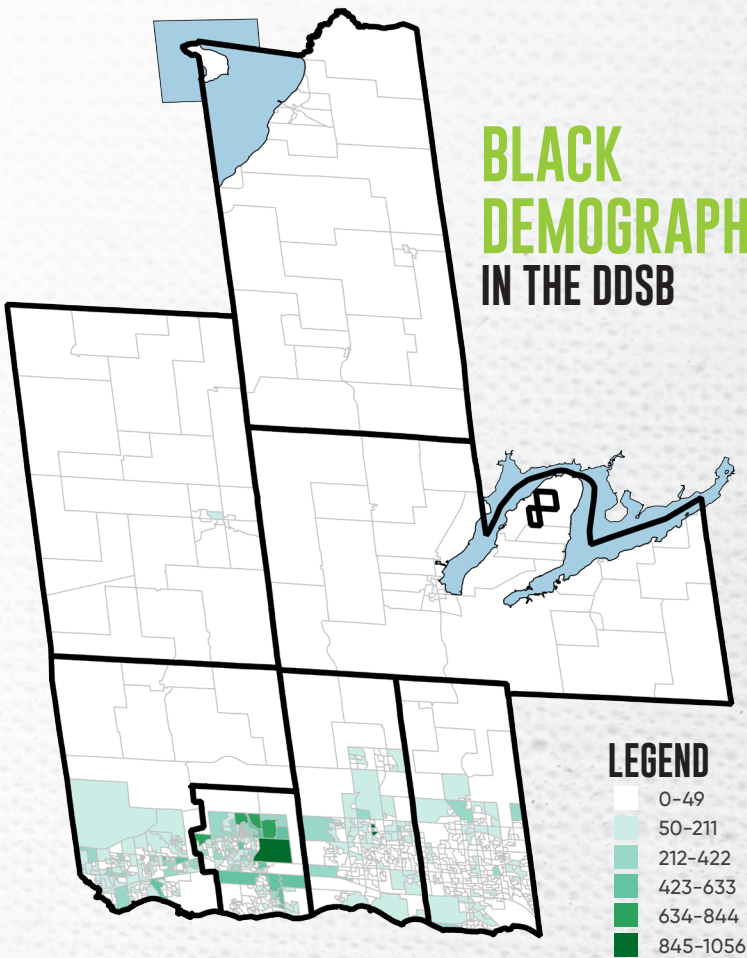 BLACK
DEMOGRAPH
IN THE DDSB
LEGEND
0-49
50-211
212-422
423-633
634-844
845-1056